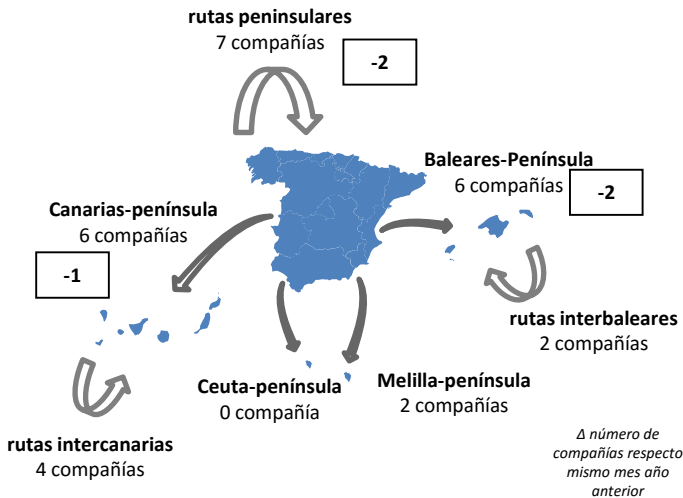 rutas peninsulares
7 compañías
-2
Baleares-Península
6 compañías
-2
Canarias-península
6 compañías
-1
rutas interbaleares
2 compañías
Ceuta-península
0 compañía
Melilla-península
2 compañías
rutas intercanarias
4 compañías
Δ número de
compañías respecto
mismo mes año
anterior